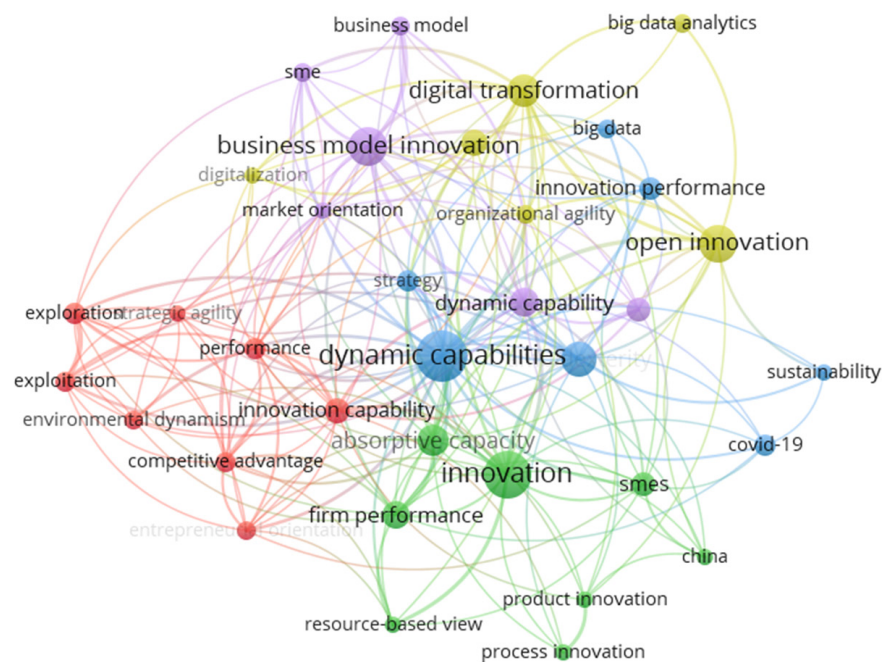 business model
big data analytics
sme
digital transformation
big data
business model innovation
digitalization
innovation performance
market orientation
organizational agility
open innovation
strategy
dynamic capability
exploration
strategic agility
performance
dynamic capabilities
sustainability
exploitation
innovation capability
environmental dynamism
absorptive capacity
covid-19
competitive advantage
innovation
smes
firm performance
entrepreneurial orientation
china
product innovation
resource-based view
process innovation